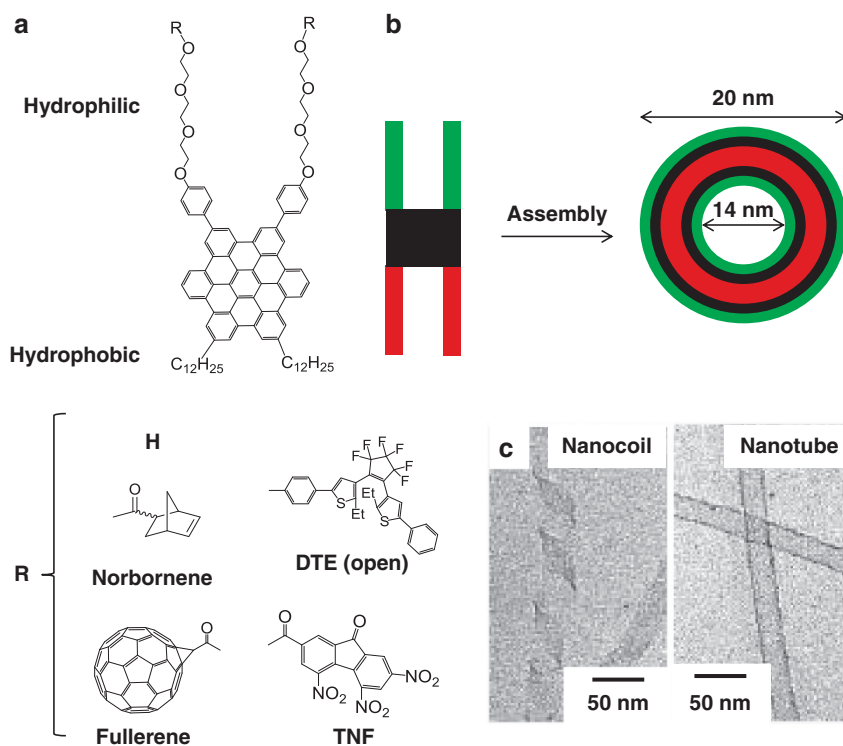 a
R
R
O
O
O
O
O
O
O
O
Hydrophilic
Hydrophobic
C12H25
C12H25
b
Assembly
20 nm
14 nm
R
H
O
Norbornene
F
F
F
F
F
F
S
Et
Et
S
DTE (open)
O
Fullerene
O
O
NO2
NO2
NO2
TNF
c
Nanocoil
Nanotube
50 nm
50 nm